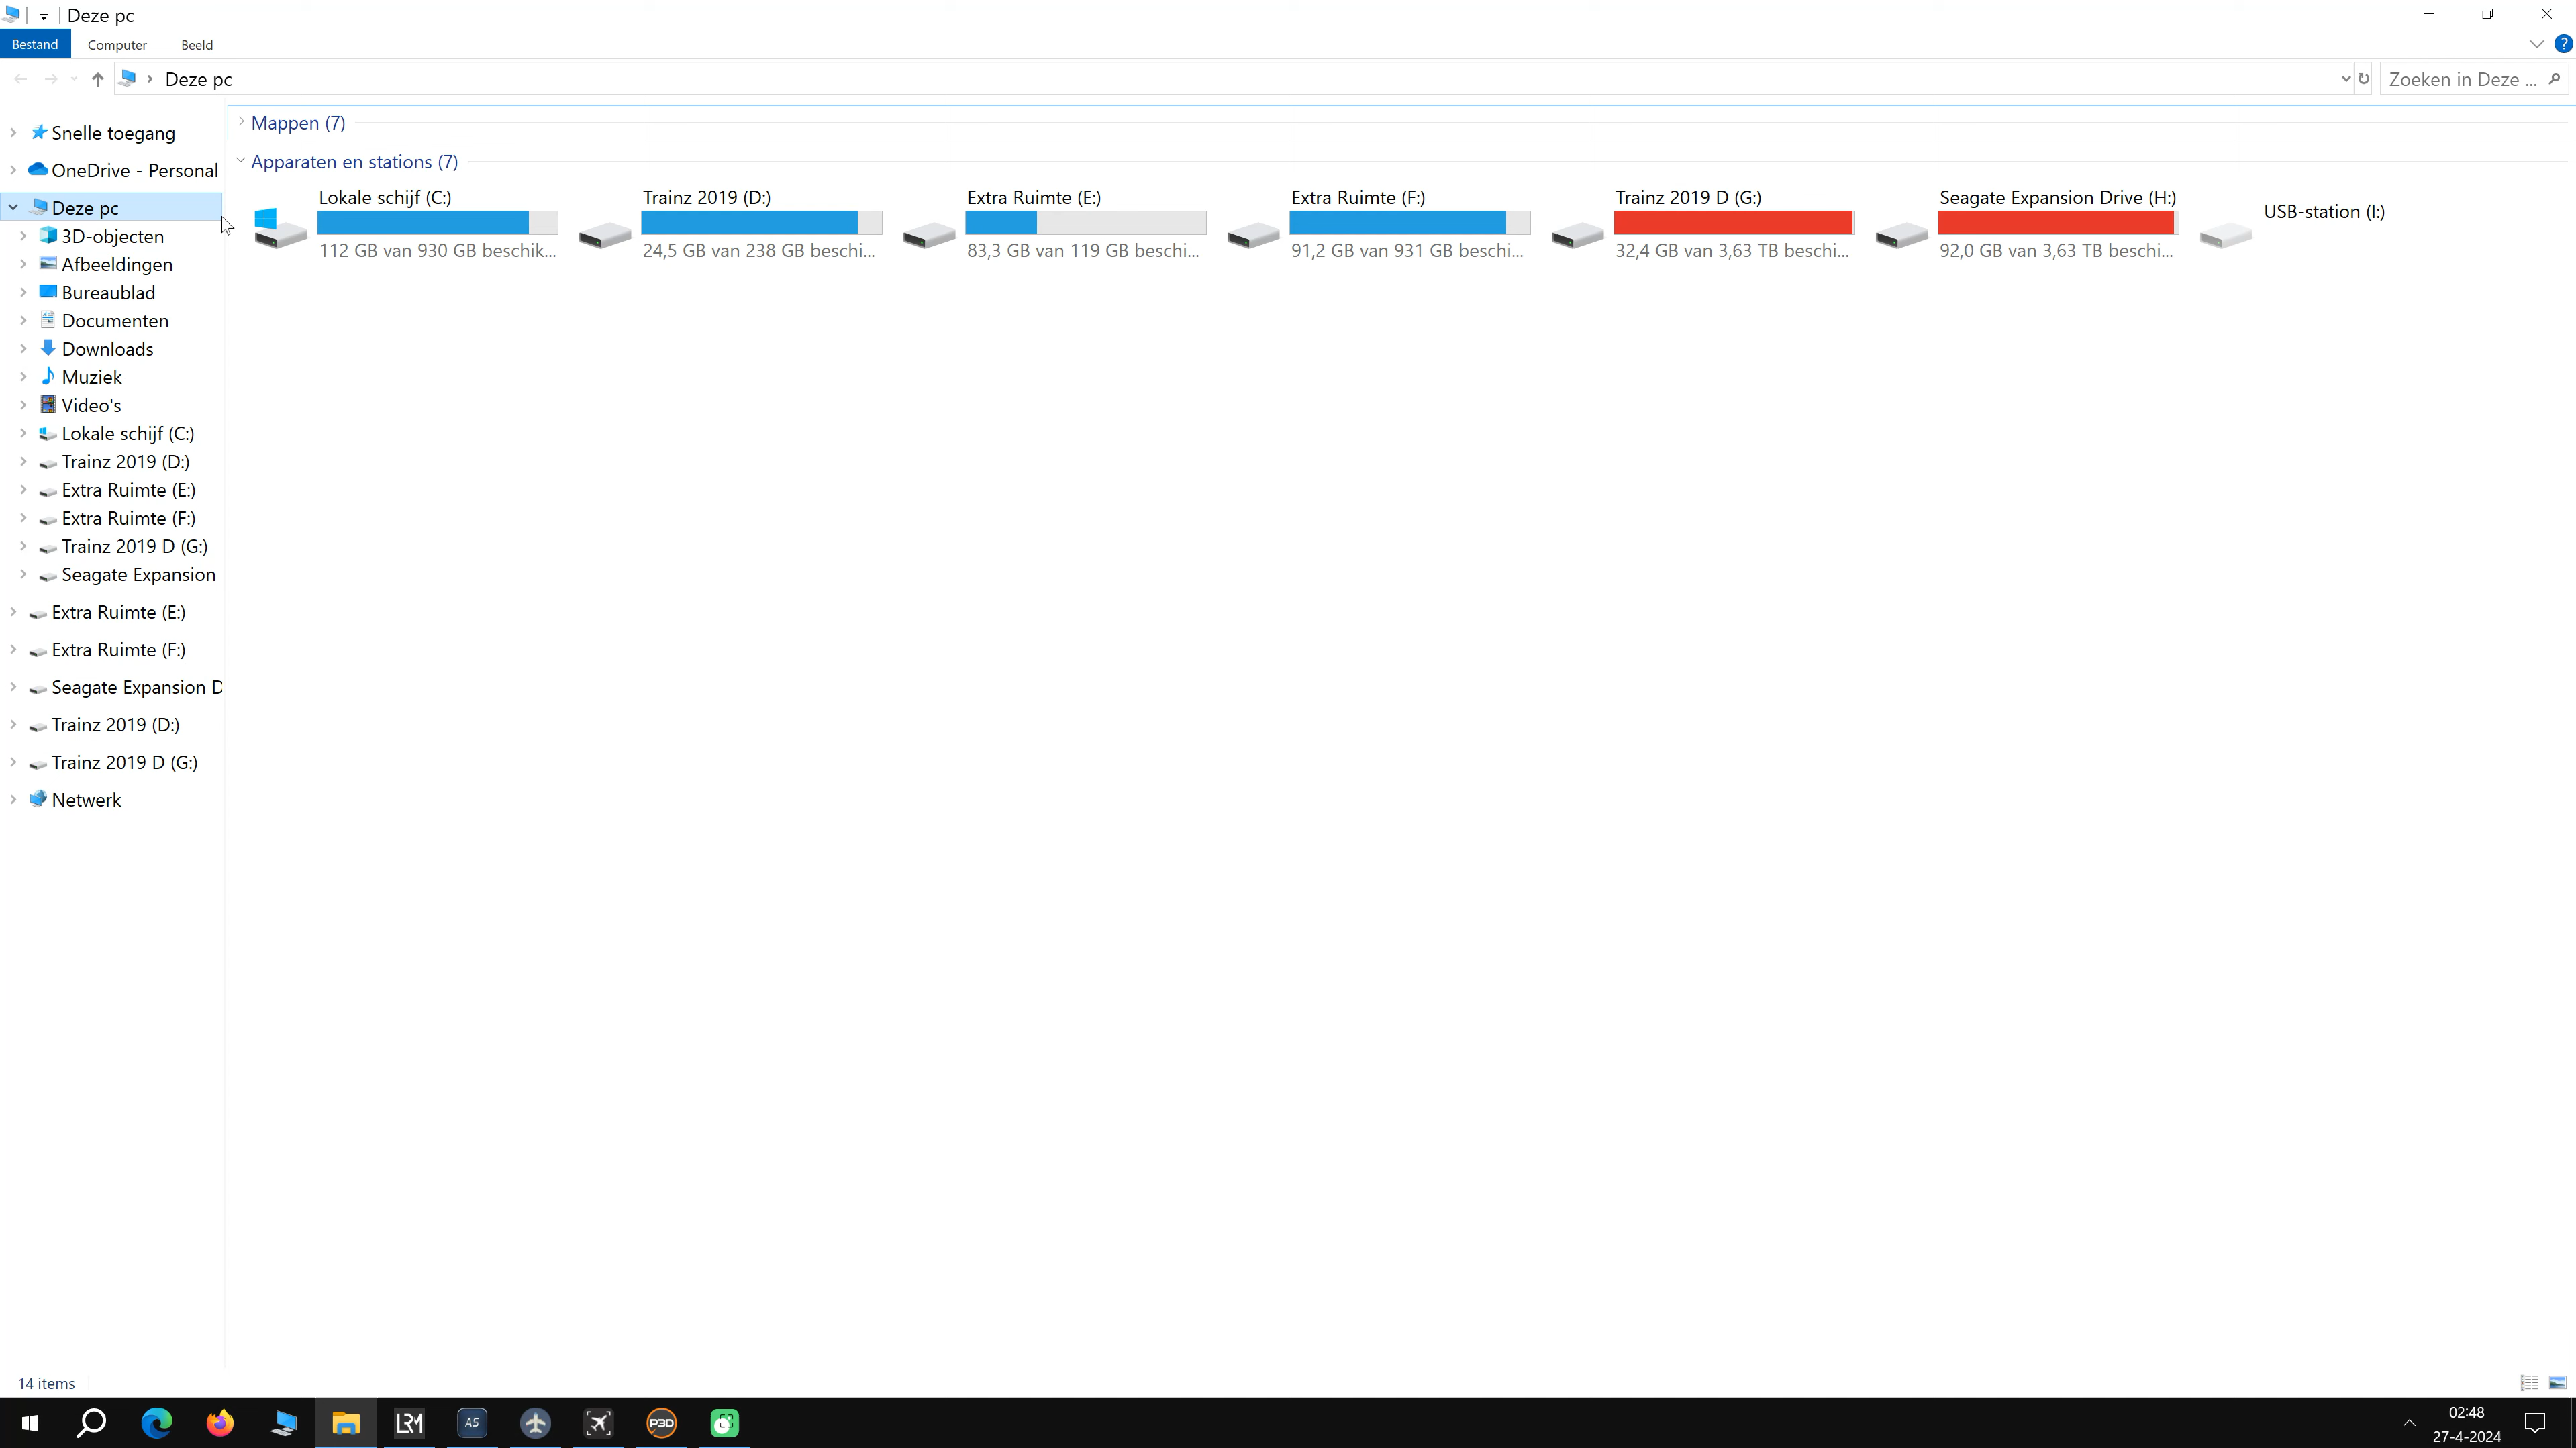 Deze pc
Bestand Computer Beeld
Deze pc
Zoeken in Deze ...
Snelle toegang
OneDrive - Personal
Deze pc
3D-objecten
Afbeeldingen
Bureaublad
Documenten
Downloads
Muziek
Video's
Lokale schijf (C:)
Trainz 2019 (D:)
Extra Ruimte (E:)
Extra Ruimte (F:)
Trainz 2019 D (G:)
Seagate Expansion
Extra Ruimte (E:)
Extra Ruimte (F:)
Seagate Expansion D
Trainz 2019 (D:)
Trainz 2019 D (G:)
Netwerk
Mappen (7)
Apparaten en stations (7)
Lokale schijf (C:)
112 GB van 930 GB beschik...
Trainz 2019 (D:)
24,5 GB van 238 GB beschi...
Extra Ruimte (E:)
83,3 GB van 119 GB beschi...
Extra Ruimte (F:)
91,2 GB van 931 GB beschi...
Trainz 2019 D (G:)
32,4 GB van 3,63 TB beschi...
Seagate Expansion Drive (H:)
92,0 GB van 3,63 TB beschi...
USB-station (I:)
14 items
LRM
AS
P3D
02:48
27-4-2024